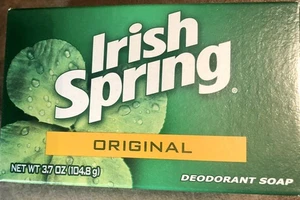 Irish
Spring®
ORIGINAL
NET WT 3.7 OZ (104.8 g)
DEODORANT SOAP